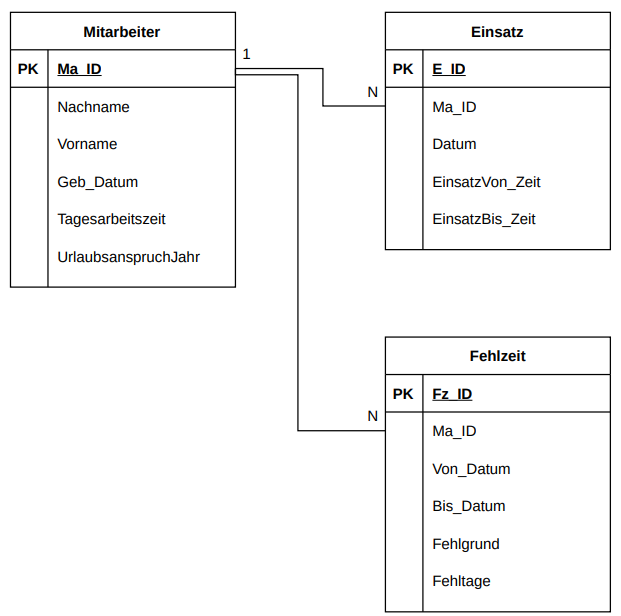 Mitarbeiter
PK Ma_ID
Nachname
Vorname
Geb_Datum
Tagesarbeitszeit
UrlaubsanspruchJahr
1
N
Einsatz
PK E_ID
Ma_ID
Datum
EinsatzVon_Zeit
EinsatzBis_Zeit
N
Fehlzeit
PK Fz_ID
Ma_ID
Von_Datum
Bis_Datum
Fehlgrund
Fehltage